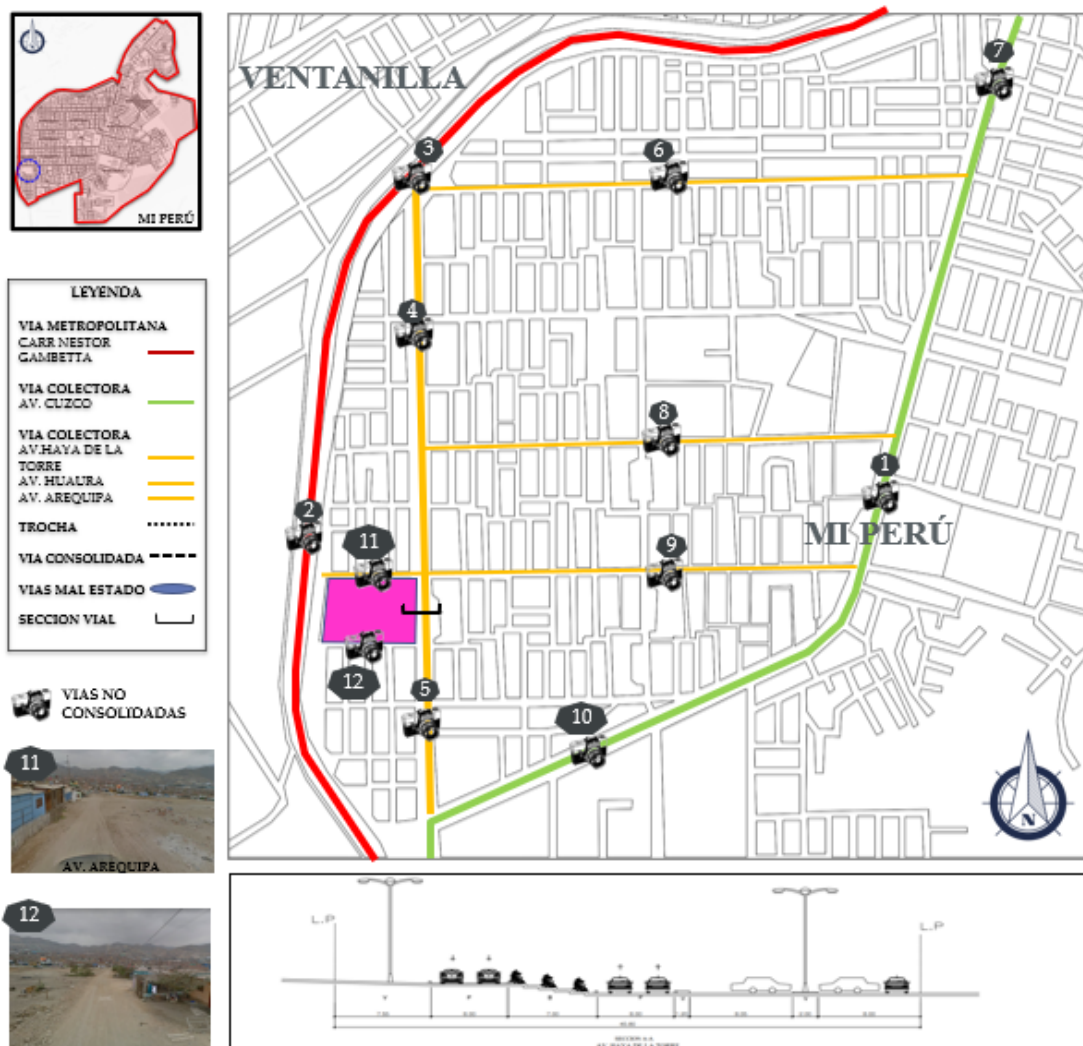 MI PERÚ
LEYENDA
VIA METROPOLITANA
CARR NESTOR
GAMBETTA
VIA COLECTORA
AV. CUZCO
VIA COLECTORA
AV.HAYA DE LA
TORRE
AV. HUAURA
AV. AREQUIPA
TROCHA
VIA CONSOLIDADA
VIAS MAL ESTADO
SECCION VIAL
VIAS NO
CONSOLIDADAS
11
AV. AREQUIPA
12
VENTANILLA
7
3
6
4
8
1
MI PERÚ
2
11
9
12
5
10
N
L.P
L.P